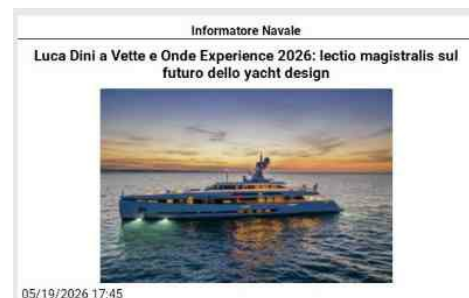 Informatore Navale
Luca Dini a Vette e Onde Experience 2026: lectio magistralis sul
futuro dello yacht design
05/19/2026 17:45